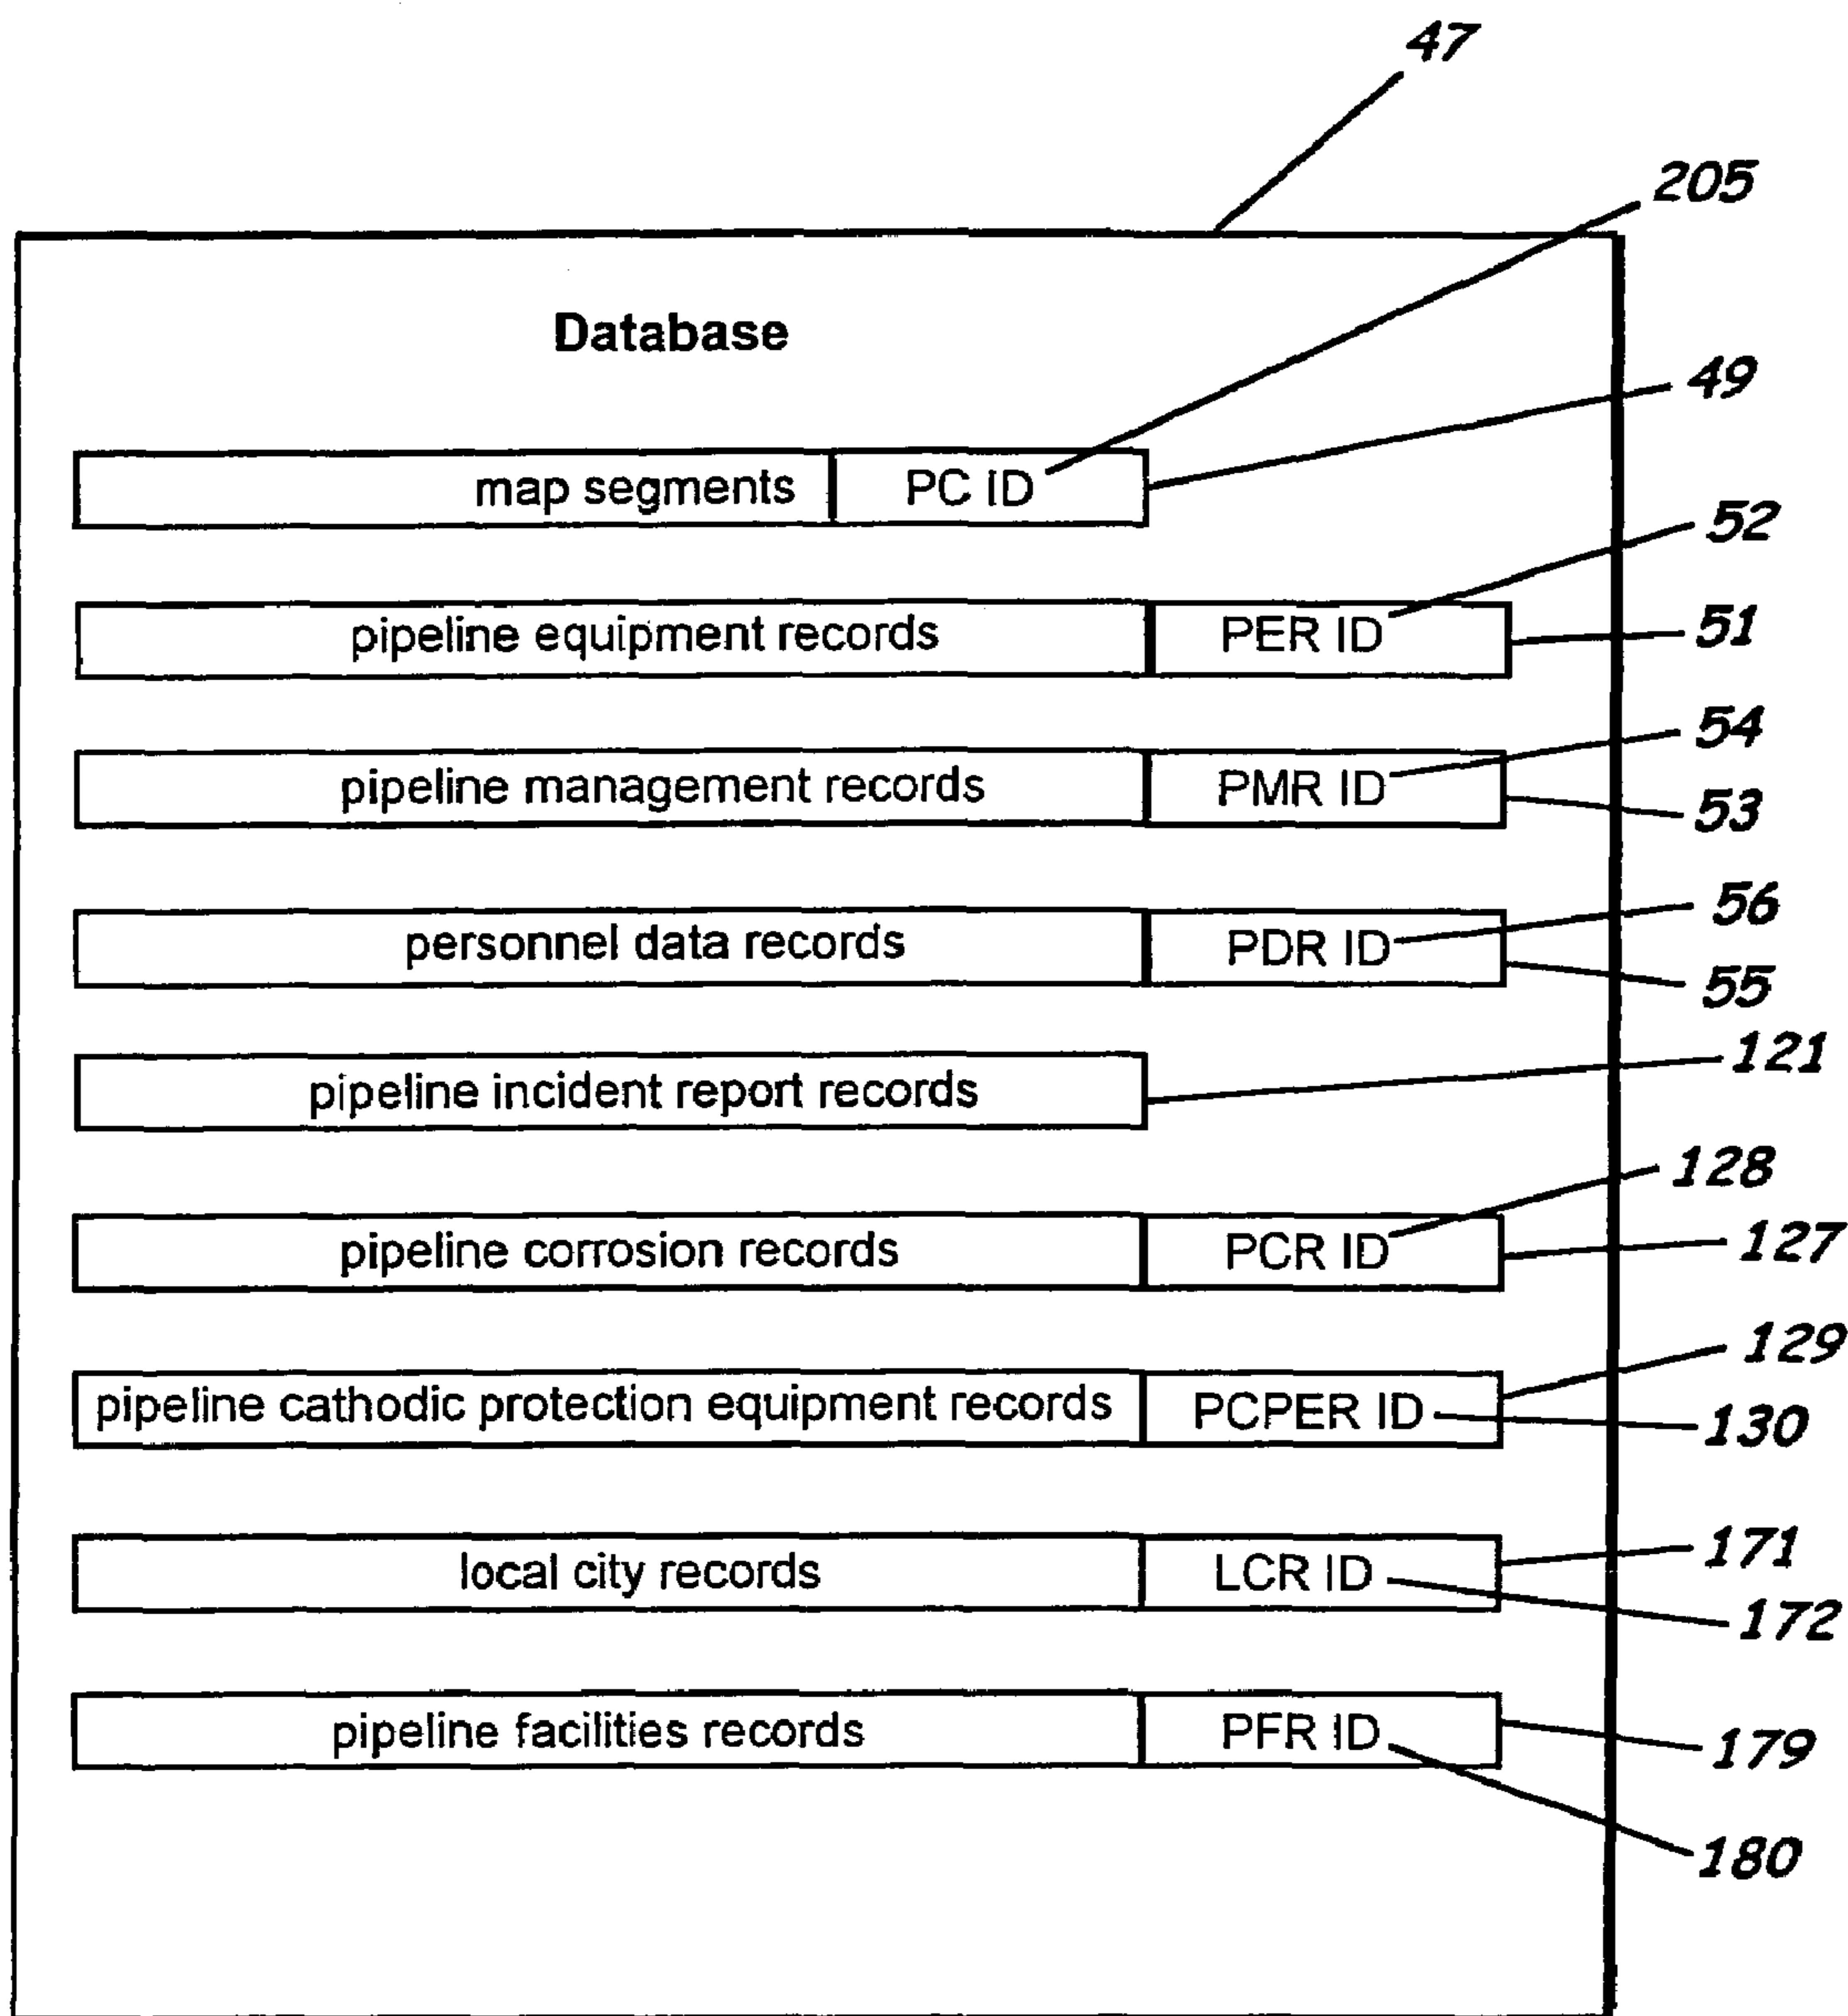 47
205
Database
49
map segments PC ID
52
pipeline equipment records PER ID 51
54
pipeline management records PMR ID
53
56
personnel data records PDR ID
55
121
pipeline incident report records
128
pipeline corrosion records PCR ID 127
129
pipeline cathodic protection equipment records PCPER ID 130
171
local city records LCR ID
172
pipeline facilities records PFR ID 179
180